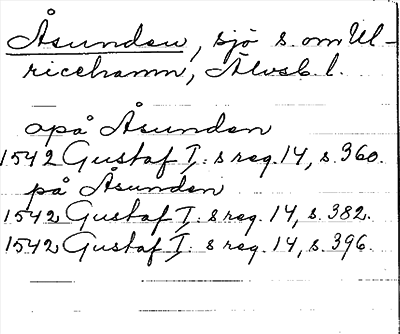 Åsunden, sjö s. om Ul-
ricehamn, Älvsb. l.
opå Åsunden
1542 Gustaf I: s reg. 14, s. 360.
på Åsunden
1542 Gustaf I: s reg. 14, s. 382.
1542 Gustaf I: s reg. 14, s. 396.